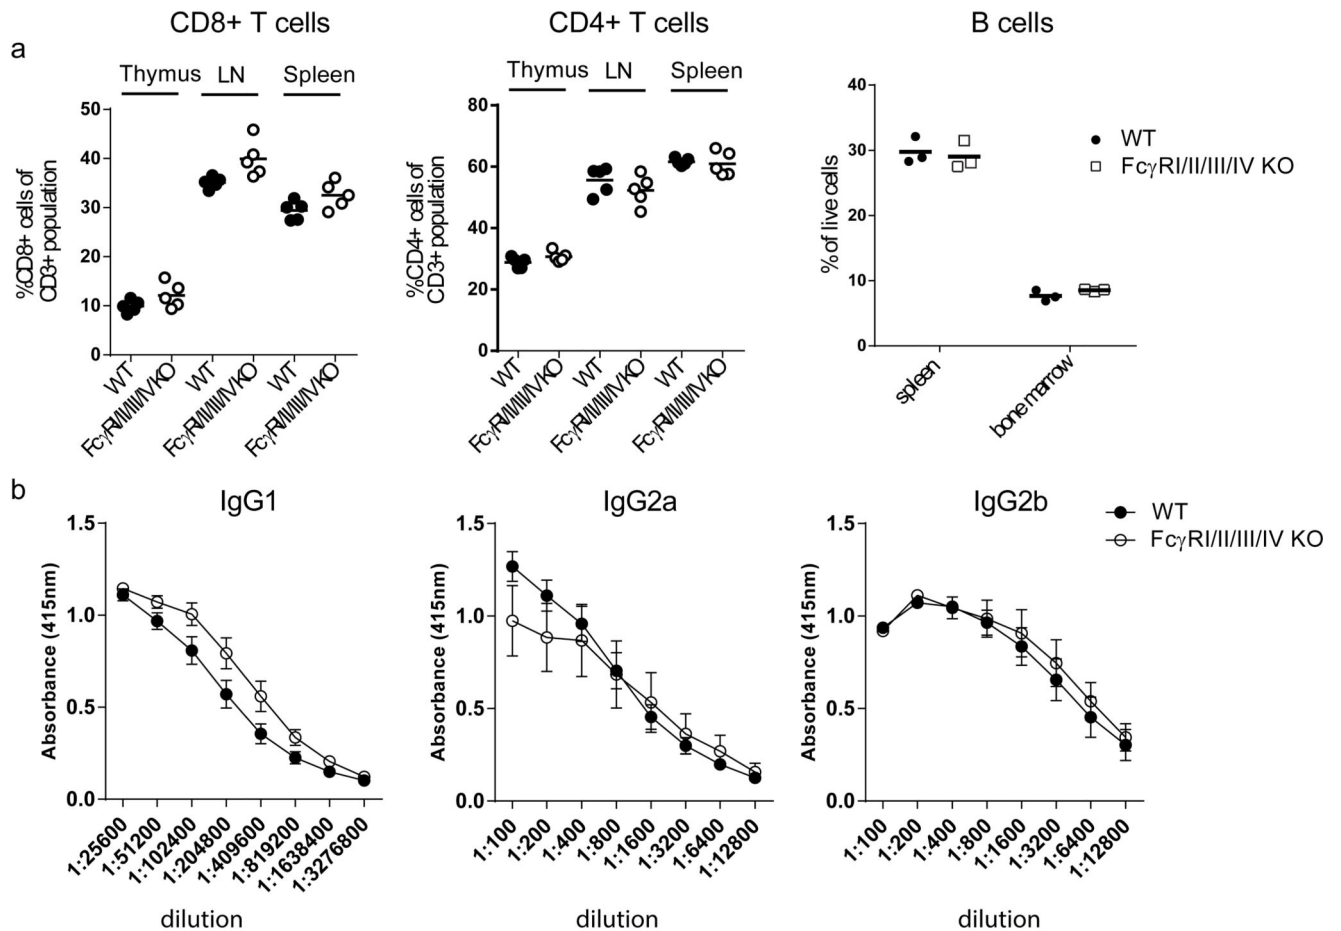 a
CD8+ T cells
Thymus LN Spleen
%CD8+ cells of
CD3+ population
50
40
30
20
10
0
WT
FcγRI/II/III/IV KO
WT
FcγRI/II/III/IV KO
WT
FcγRI/II/III/IV KO
CD4+ T cells
Thymus LN Spleen
%CD4+ cells of
CD3+ population
80
60
40
20
0
WT
FcγRI/II/III/IV KO
WT
FcγRI/II/III/IV KO
WT
FcγRI/II/III/IV KO
B cells
% of live cells
40
30
20
10
0
spleen
bone marrow
WT
FcγRI/II/III/IV KO
b
IgG1
Absorbance (415nm)
1.5
1.0
0.5
0.0
1:25600
1:51200
1:102400
1:204800
1:409600
1:819200
1:1638400
1:3276800
dilution
IgG2a
Absorbance (415nm)
1.5
1.0
0.5
0.0
1:100
1:200
1:400
1:800
1:1600
1:3200
1:6400
1:12800
dilution
IgG2b
Absorbance (415nm)
1.5
1.0
0.5
0.0
1:100
1:200
1:400
1:800
1:1600
1:3200
1:6400
1:12800
dilution
WT
FcγRI/II/III/IV KO